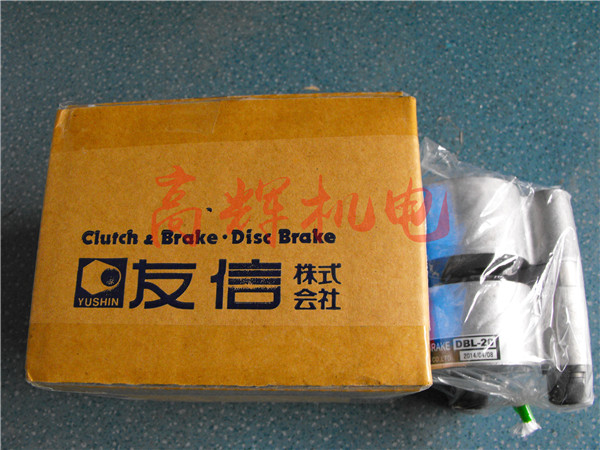 高辉机电
Clutch & Brake・Disc Brake
YUSHIN
友信
株式
会社
BRAKE DBL-20
2014/04/08